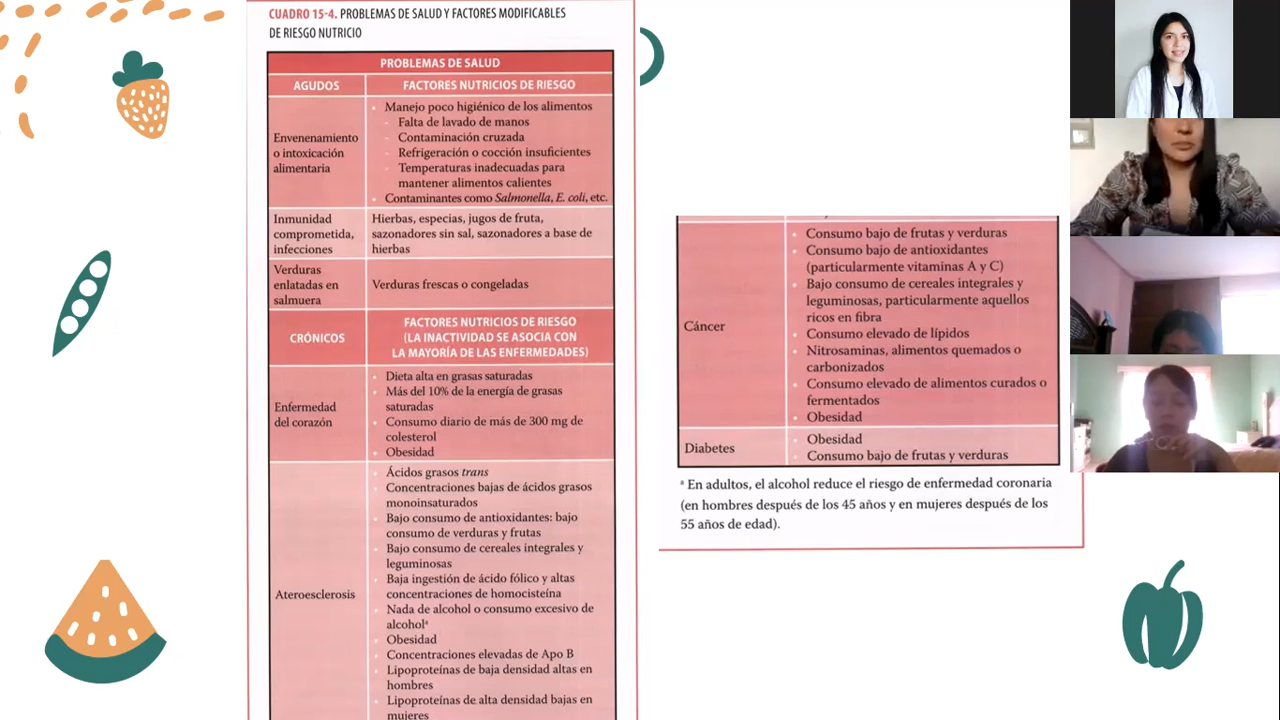 CUADRO 15-4. PROBLEMAS DE SALUD Y FACTORES MODIFICABLES
DE RIESGO NUTRICIO
PROBLEMAS DE SALUD
AGUDOS
FACTORES NUTRICIOS DE RIESGO
Envenenamiento
o intoxicación
alimentaria
• Manejo poco higiénico de los alimentos
- Falta de lavado de manos
- Contaminación cruzada
- Refrigeración o cocción insuficientes
- Temperaturas inadecuadas para
mantener alimentos calientes
• Contaminantes como Salmonella, E. coli, etc.
Inmunidad
comprometida,
infecciones
Hierbas, especias, jugos de fruta,
sazonadores sin sal, sazonadores a base de
hierbas
Verduras
enlatadas en
salmuera
Verduras frescas o congeladas
CRÓNICOS
FACTORES NUTRICIOS DE RIESGO
(LA INACTIVIDAD SE ASOCIA CON
LA MAYORÍA DE LAS ENFERMEDADES)
Enfermedad
del corazón
• Dieta alta en grasas saturadas
• Más del 10% de la energía de grasas
saturadas
• Consumo diario de más de 300 mg de
colesterol
• Obesidad
Ateroesclerosis
• Ácidos grasos trans
• Concentraciones bajas de ácidos grasos
monoinsaturados
• Bajo consumo de antioxidantes: bajo
consumo de verduras y frutas
• Bajo consumo de cereales integrales y
leguminosas
• Baja ingestión de ácido fólico y altas
concentraciones de homocisteína
• Nada de alcohol o consumo excesivo de
alcoholª
• Obesidad
• Concentraciones elevadas de Apo B
• Lipoproteínas de baja densidad altas en
hombres
• Lipoproteínas de alta densidad bajas en
mujeres
Cáncer
• Consumo bajo de frutas y verduras
• Consumo bajo de antioxidantes
(particularmente vitaminas A y C)
• Bajo consumo de cereales integrales y
leguminosas, particularmente aquellos
ricos en fibra
• Consumo elevado de lípidos
• Nitrosaminas, alimentos quemados o
carbonizados
• Consumo elevado de alimentos curados o
fermentados
• Obesidad
Diabetes
• Obesidad
• Consumo bajo de frutas y verduras
ª En adultos, el alcohol reduce el riesgo de enfermedad coronaria
(en hombres después de los 45 años y en mujeres después de los
55 años de edad).